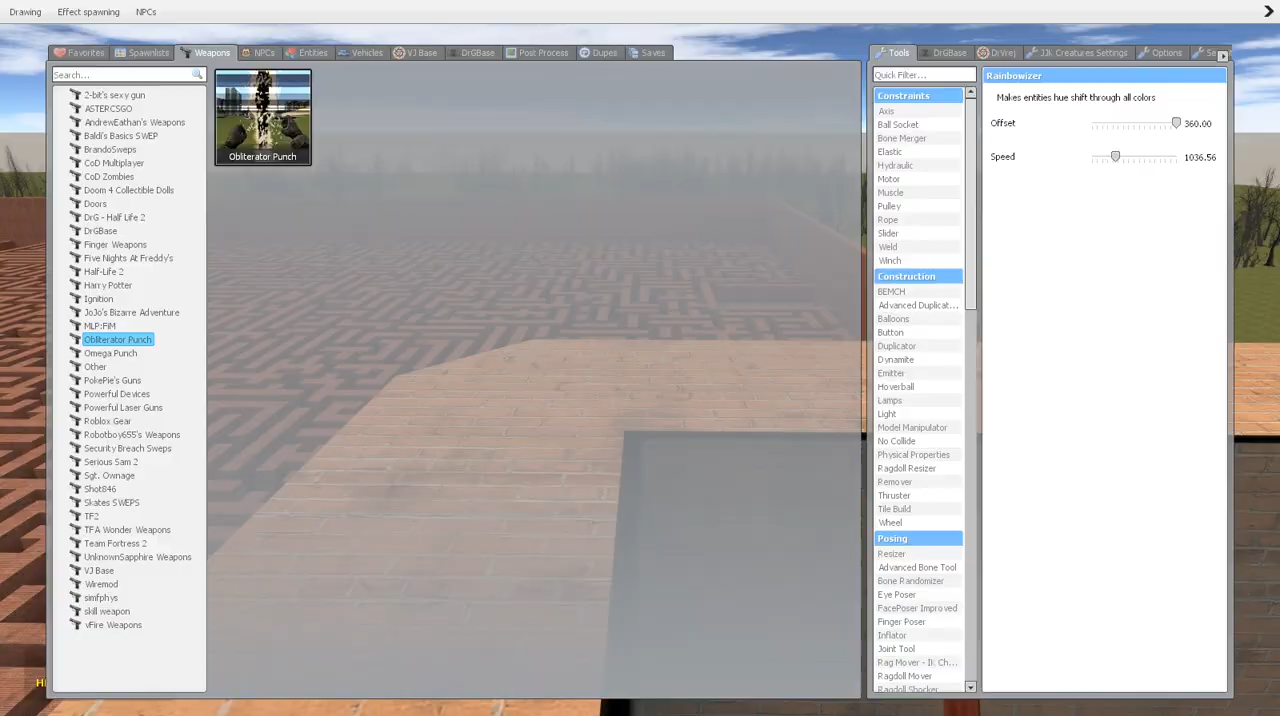 Drawing Effect spawning NPCs
Favorites Spawnlists Weapons NPCs Entities Vehicles VJ Base DrGBase Post Process Dupes Saves
Search...
2-bit's sexy gun
ASTERCSGO
AndrewEathan's Weapons
Baldi's Basics SWEP
BrandoSweps
CoD Multiplayer
CoD Zombies
Doom 4 Collectible Dolls
Doors
DrG - Half Life 2
DrGBase
Finger Weapons
Five Nights At Freddy's
Half-Life 2
Harry Potter
Ignition
JoJo's Bizarre Adventure
MLP:FiM
Obliterator Punch
Omega Punch
Other
PokePie's Guns
Powerful Devices
Powerful Laser Guns
Roblox Gear
Robotboy655's Weapons
Security Breach Sweps
Serious Sam 2
Sgt. Ownage
Shot846
Skates SWEPS
TF2
TFA Wonder Weapons
Team Fortress 2
UnknownSapphire Weapons
VJ Base
Wiremod
simfphys
skill weapon
vFire Weapons
Obliterator Punch
Tools DrGBase DrVrej JJK Creatures Settings Options Se
Quick Filter...
Constraints
Axis
Ball Socket
Bone Merger
Elastic
Hydraulic
Motor
Muscle
Pulley
Rope
Slider
Weld
Winch
Construction
BEMCH
Advanced Duplicat...
Balloons
Button
Duplicator
Dynamite
Emitter
Hoverball
Lamps
Light
Model Manipulator
No Collide
Physical Properties
Ragdoll Resizer
Remover
Thruster
Tile Build
Wheel
Posing
Resizer
Advanced Bone Tool
Bone Randomizer
Eye Poser
FacePoser Improved
Finger Poser
Inflator
Joint Tool
Rag Mover - IK Ch...
Ragdoll Mover
Ragdoll Shocker
Rainbowizer
Makes entities hue shift through all colors
Offset 360.00
Speed 1036.56